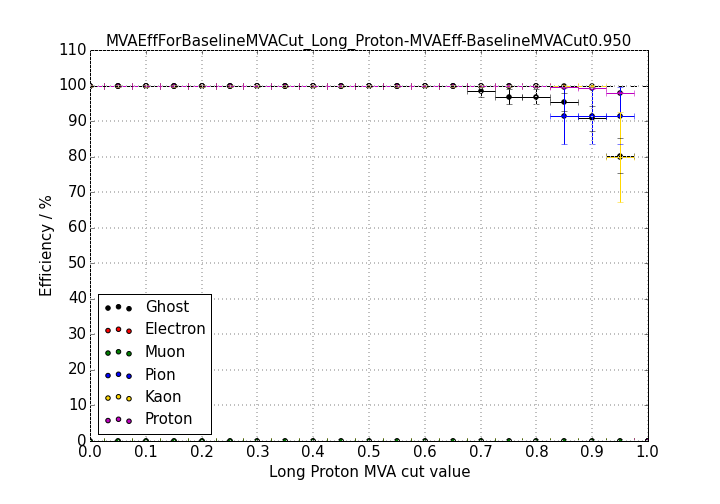 MVAEffForBaselineMVACut_Long_Proton-MVAEff-BaselineMVACut0.950
110
100
90
80
70
60
50
40
30
20
10
0
Efficiency / %
Ghost
Electron
Muon
Pion
Kaon
Proton
0.0 0.1 0.2 0.3 0.4 0.5 0.6 0.7 0.8 0.9 1.0
Long Proton MVA cut value